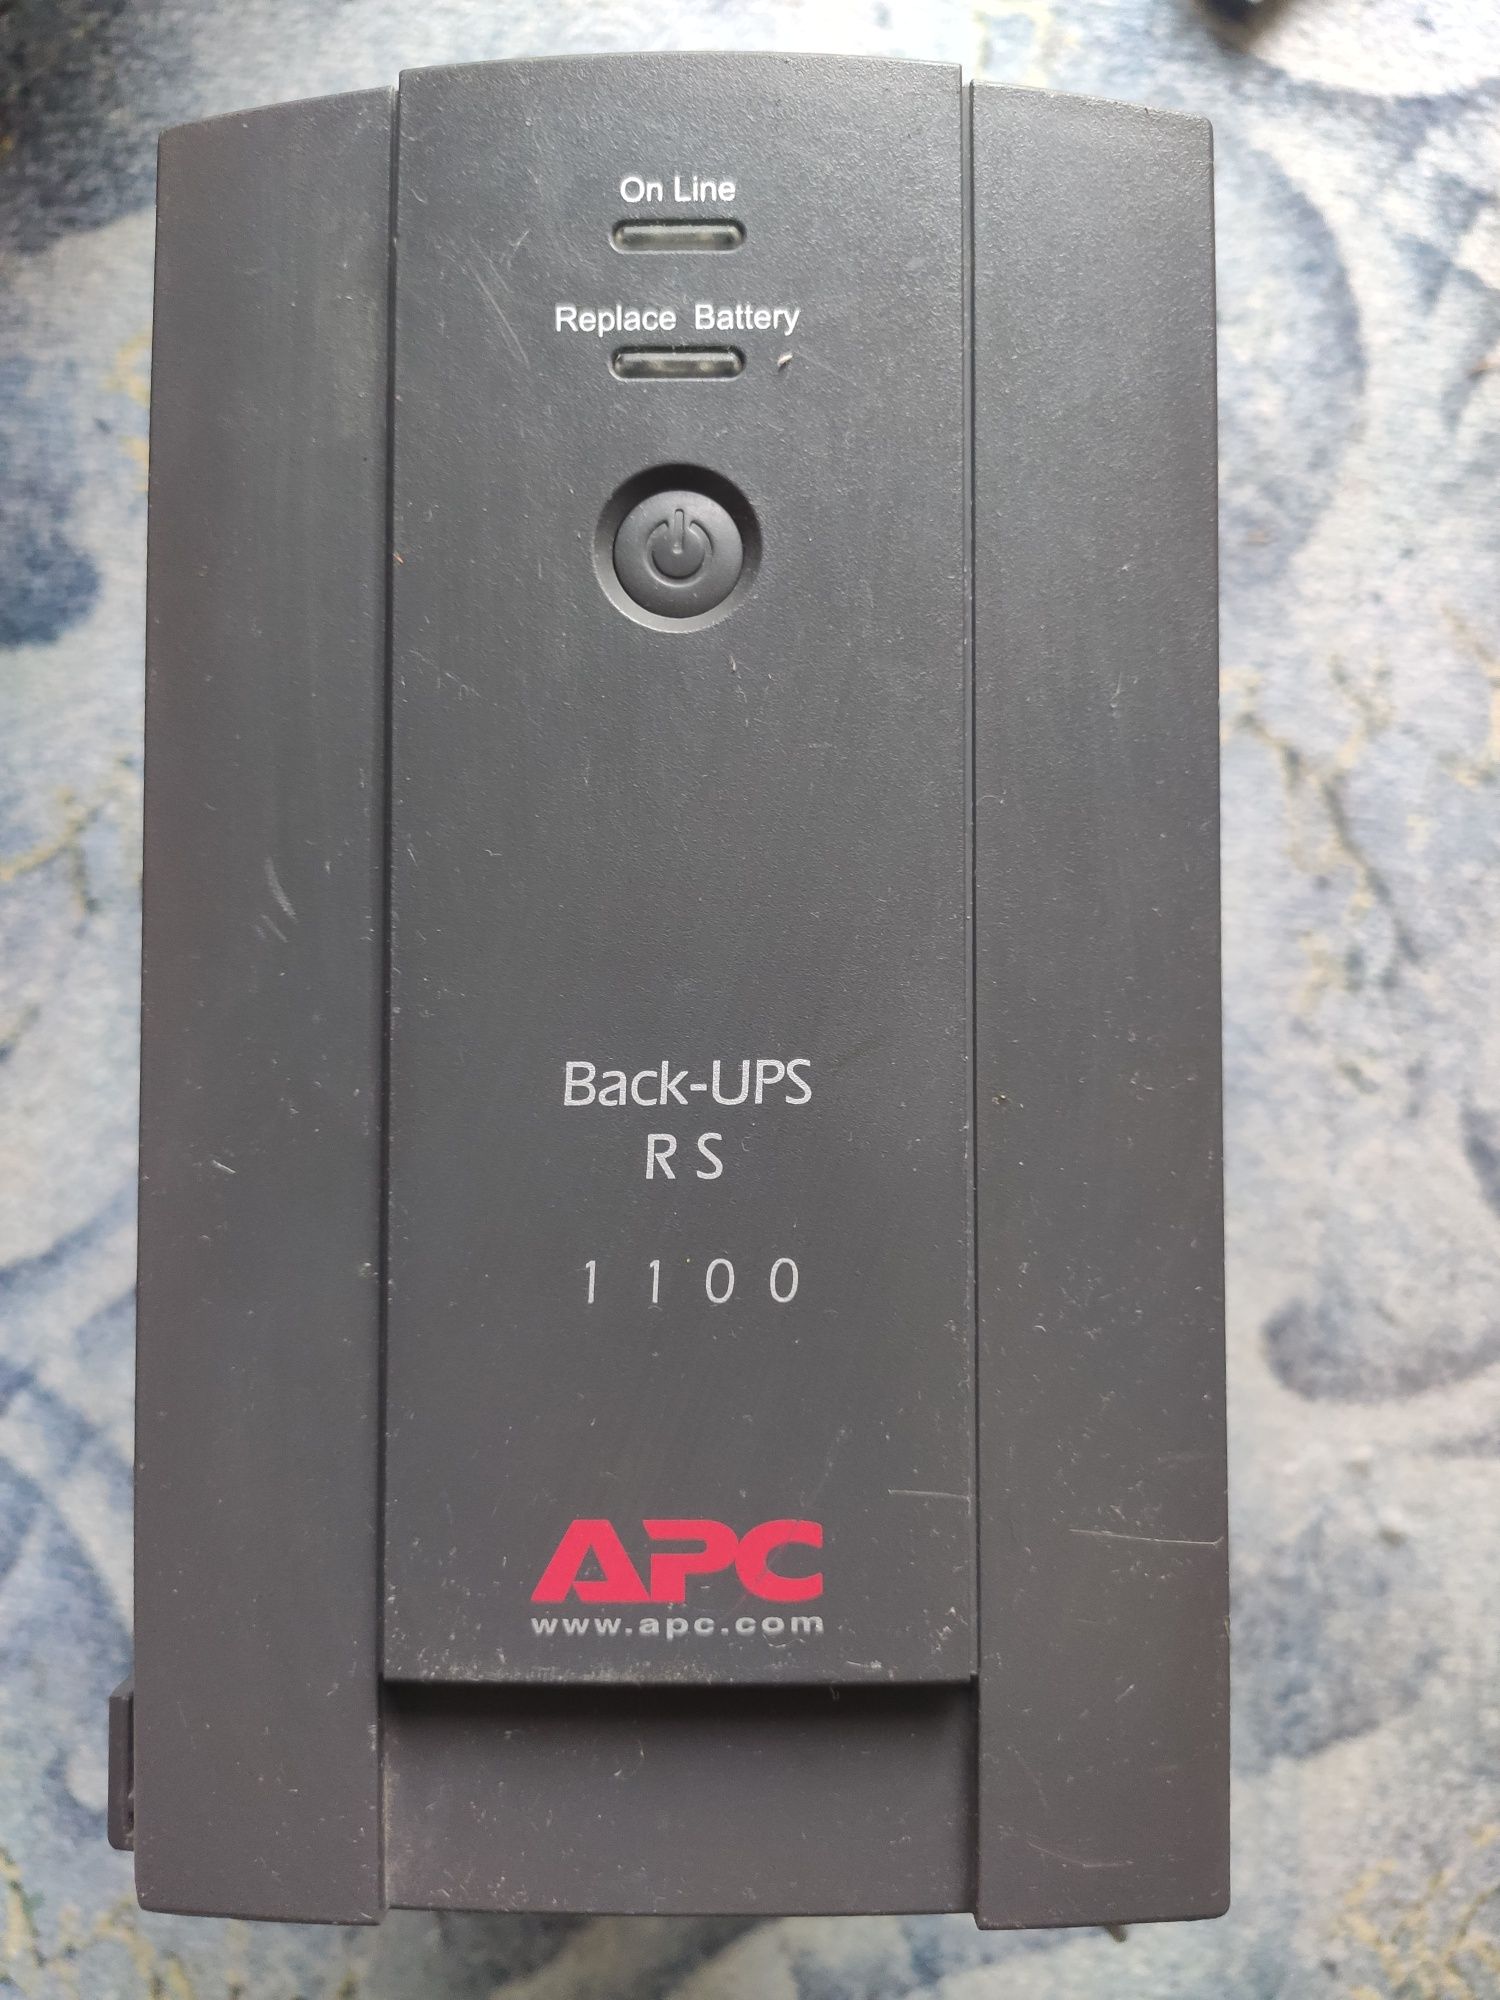 On Line
Replace Battery
Back-UPS
RS
1100
APC
www.apc.com